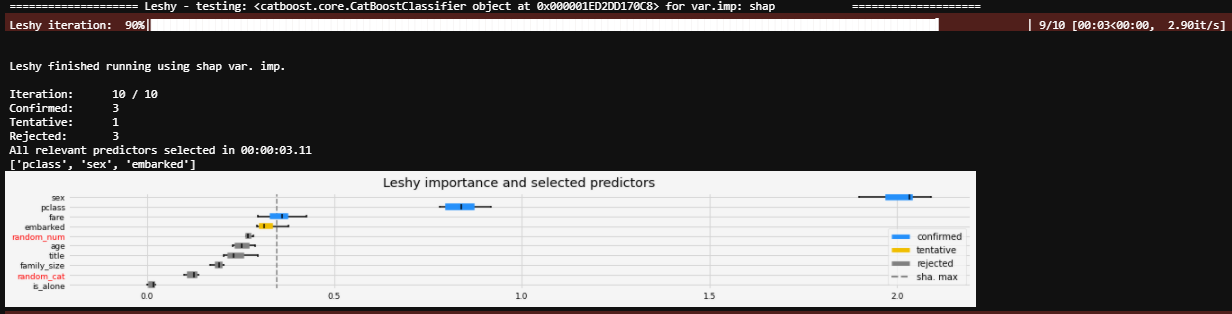 ==================== Leshy - testing: <catboost.core.CatBoostClassifier object at 0x000001ED2DD170C8> for var.imp: shap ====================
Leshy iteration: 90%| | 9/10 [00:03<00:00, 2.90it/s]
Leshy finished running using shap var. imp.
Iteration: 10 / 10
Confirmed: 3
Tentative: 1
Rejected: 3
All relevant predictors selected in 00:00:03.11
['pclass', 'sex', 'embarked']
Leshy importance and selected predictors
sex
pclass
fare
embarked
random_num
age
title
family_size
random_cat
is_alone
confirmed
tentative
rejected
sha. max
0.0 0.5 1.0 1.5 2.0